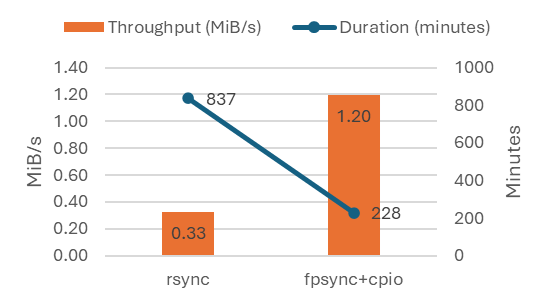 Throughput (MiB/s) Duration (minutes)
1.40 1000
1.20 837 800
1.00 1.20
0.80 600
0.60 400
0.40 228
0.20 0.33 200
0.00 0
MiB/s
Minutes
rsync fpsync+cpio